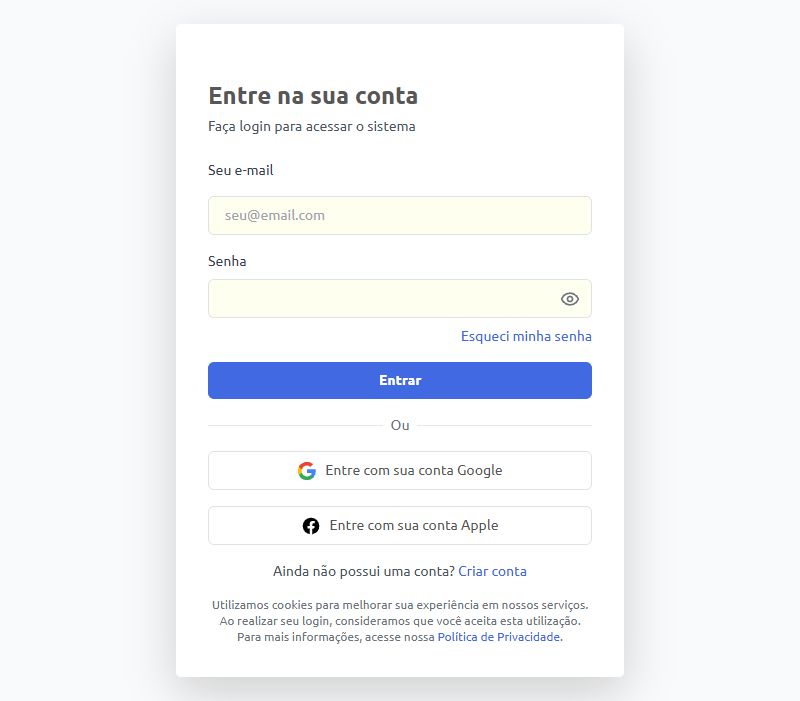 Entre na sua conta
Faça login para acessar o sistema
Seu e-mail
seu@email.com
Senha
Esqueci minha senha
Entrar
Ou
Entre com sua conta Google
Entre com sua conta Apple
Ainda não possui uma conta? Criar conta
Utilizamos cookies para melhorar sua experiência em nossos serviços.
Ao realizar seu login, consideramos que você aceita esta utilização.
Para mais informações, acesse nossa Política de Privacidade.